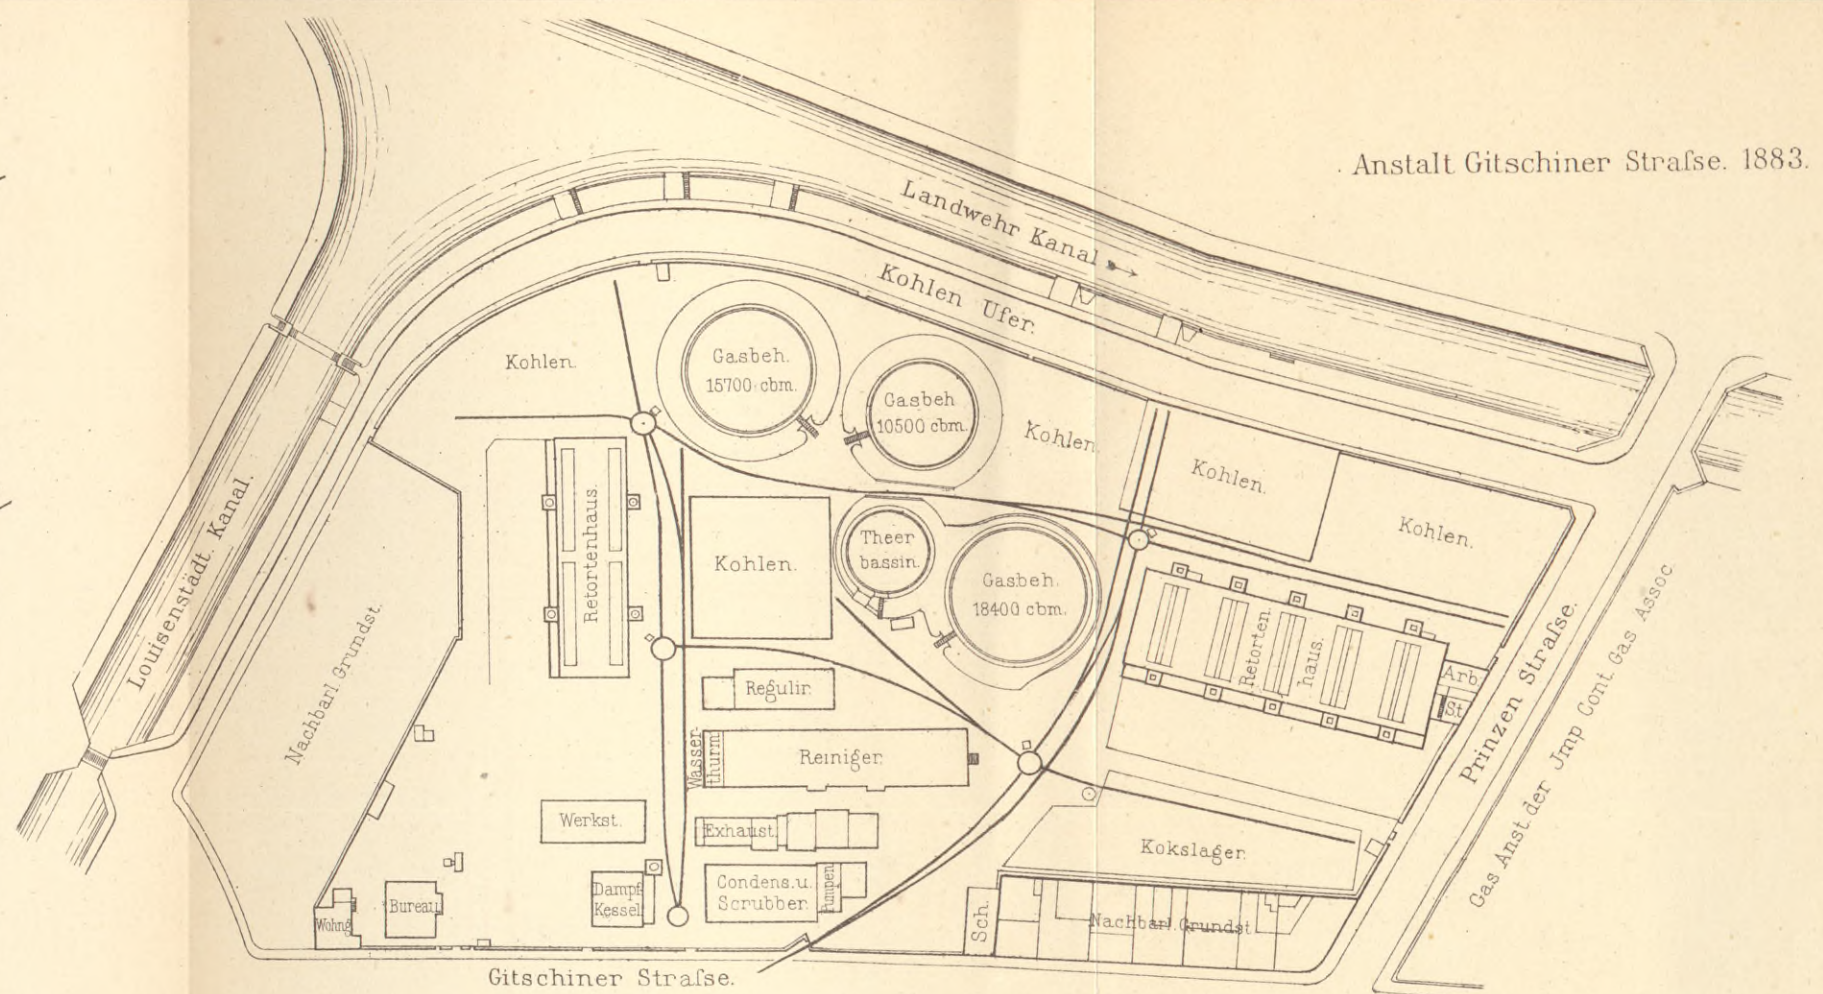 Anstalt Gitschiner Straſse. 1883.
Landwehr Kanal
Kohlen Ufer.
Louisenstädt. Kanal.
Kohlen.
Gasbeh.
15700 cbm.
Gasbeh
10500 cbm.
Kohlen
Kohlen.
Kohlen.
Retortenhaus.
Kohlen.
Theer
bassin.
Gasbeh.
18400 cbm.
Retorten.
haus.
Arb.
St.
Nachbarl. Grundst.
Regulir.
Wasser-
thurm
Reiniger.
Werkst.
Exhaust.
Kokslager.
Dampf-
Kessel
Condens. u.
Scrubber.
Pumpen
Wohng
Bureau
Sch.
Nachbarl. Grundst
Gitschiner Straſse.
Prinzen Straſse.
Gas Anst. der Jmp Cont. Gas Assoc.